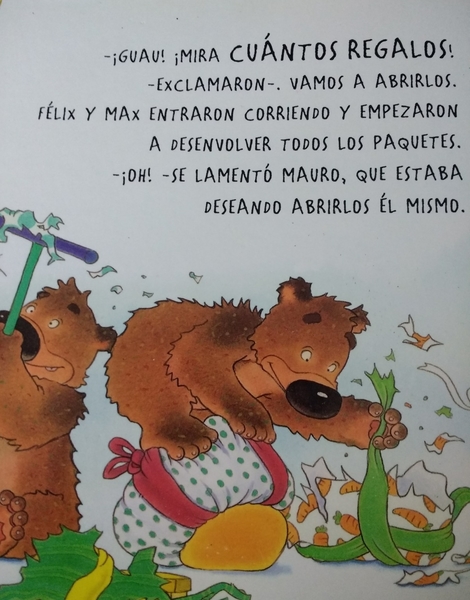 -¡GUAU! ¡MIRA CUÁNTOS REGALOS!
-EXCLAMARON-. VAMOS A ABRIRLOS.
FÉLIX Y MAX ENTRARON CORRIENDO Y EMPEZARON
A DESENVOLVER TODOS LOS PAQUETES.
-¡OH! -SE LAMENTÓ MAURO, QUE ESTABA
DESEANDO ABRIRLOS ÉL MISMO.